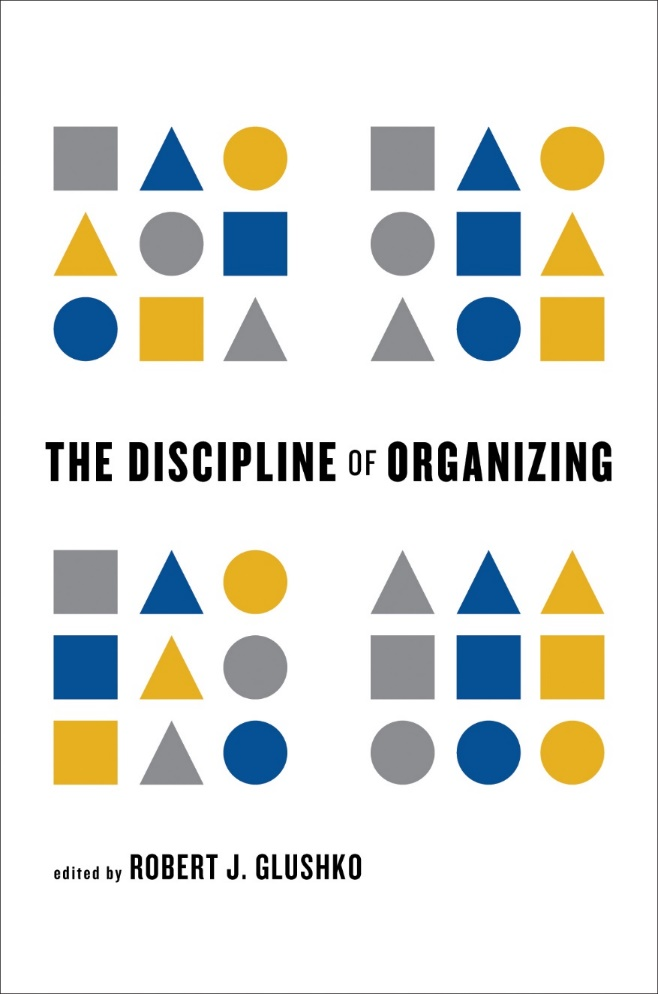 THE DISCIPLINE OF ORGANIZING
edited by ROBERT J. GLUSHKO